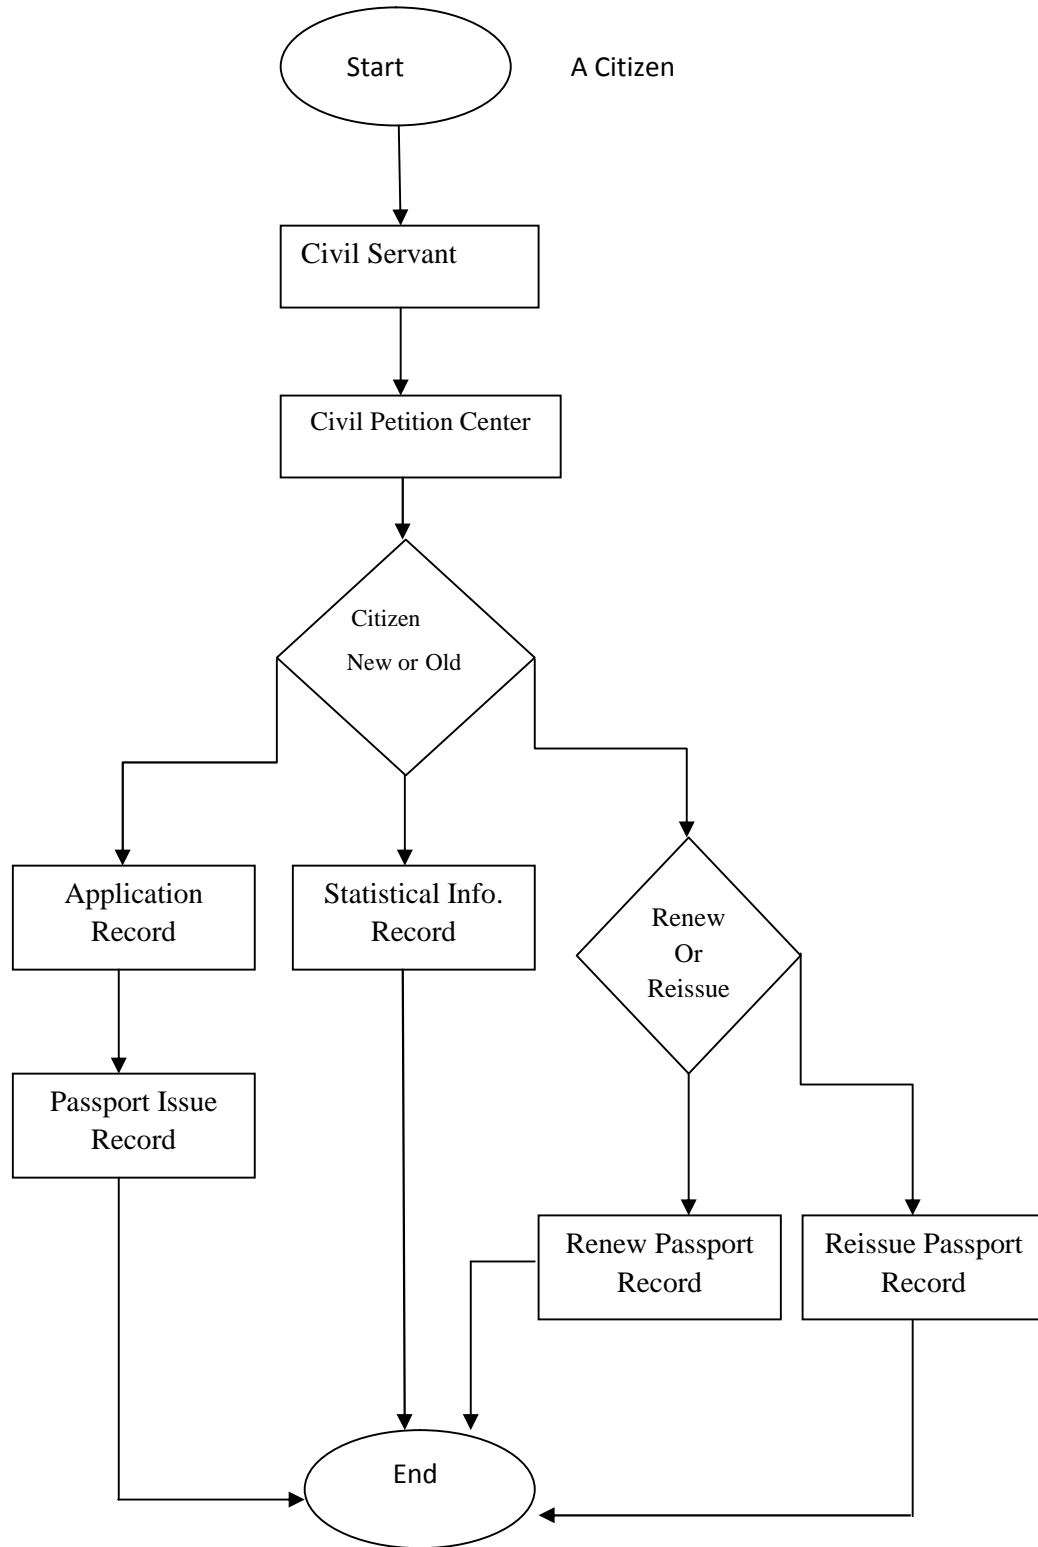 Start
A Citizen
Civil Servant
Civil Petition Center
Citizen
New or Old
Application
Record
Statistical Info.
Record
Renew
Or
Reissue
Passport Issue
Record
Renew Passport
Record
Reissue Passport
Record
End